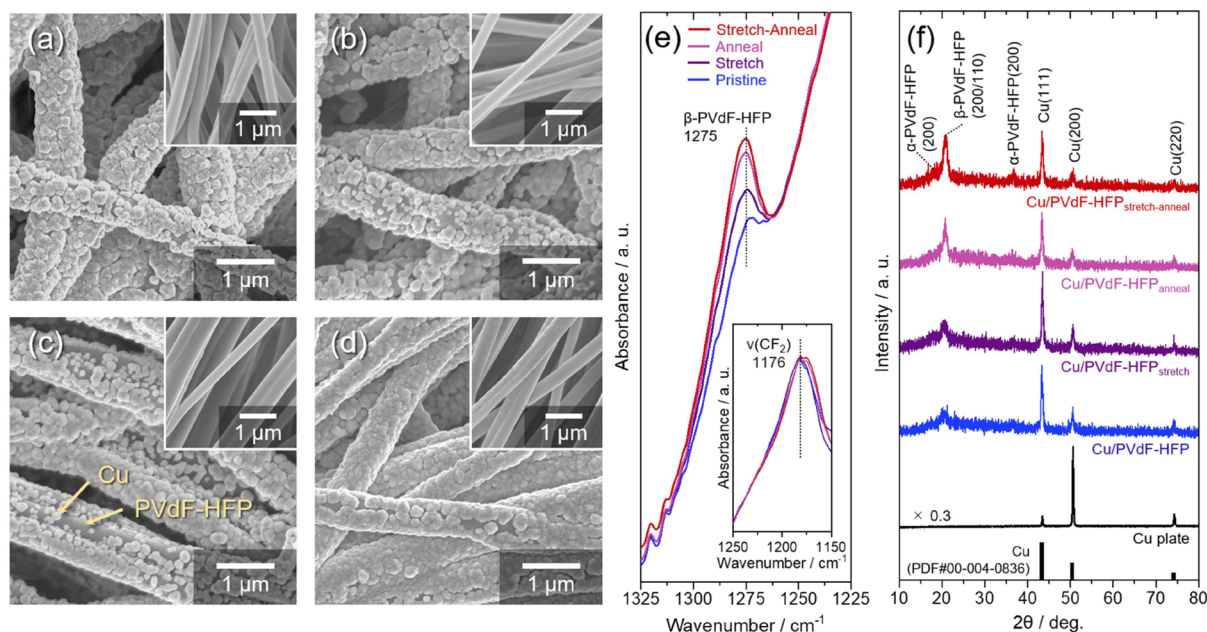 (a)
1 μm
1 μm
(b)
1 μm
1 μm
(c)
1 μm
Cu
PVdF-HFP
1 μm
(d)
1 μm
1 μm
(e)
Stretch-Anneal
Anneal
Stretch
Pristine
β-PVdF-HFP
1275
ν(CF₂)
1176
Absorbance / a. u.
1250 1200 1150
Wavenumber / cm⁻¹
Absorbance / a. u.
1325 1300 1275 1250 1225
Wavenumber / cm⁻¹
(f)
α-PVdF-HFP
(200)
β-PVdF-HFP
(200/110)
α-PVdF-HFP(200)
Cu(111)
Cu(200)
Cu(220)
Cu/PVdF-HFPstretch-anneal
Cu/PVdF-HFPanneal
Cu/PVdF-HFPstretch
Cu/PVdF-HFP
× 0.3
Cu plate
Cu
(PDF#00-004-0836)
Intensity / a. u.
10 20 30 40 50 60 70 80
2θ / deg.